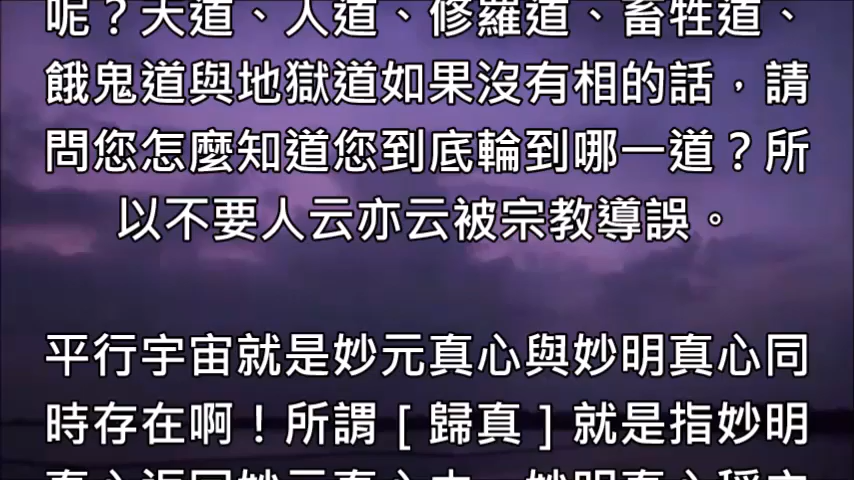 呢？天道、人道、修羅道、畜牲道、
餓鬼道與地獄道如果沒有相的話，請
問您怎麼知道您到底輪到哪一道？所
以不要人云亦云被宗教導誤。
平行宇宙就是妙元真心與妙明真心同
時存在啊！所謂［歸真］就是指妙明